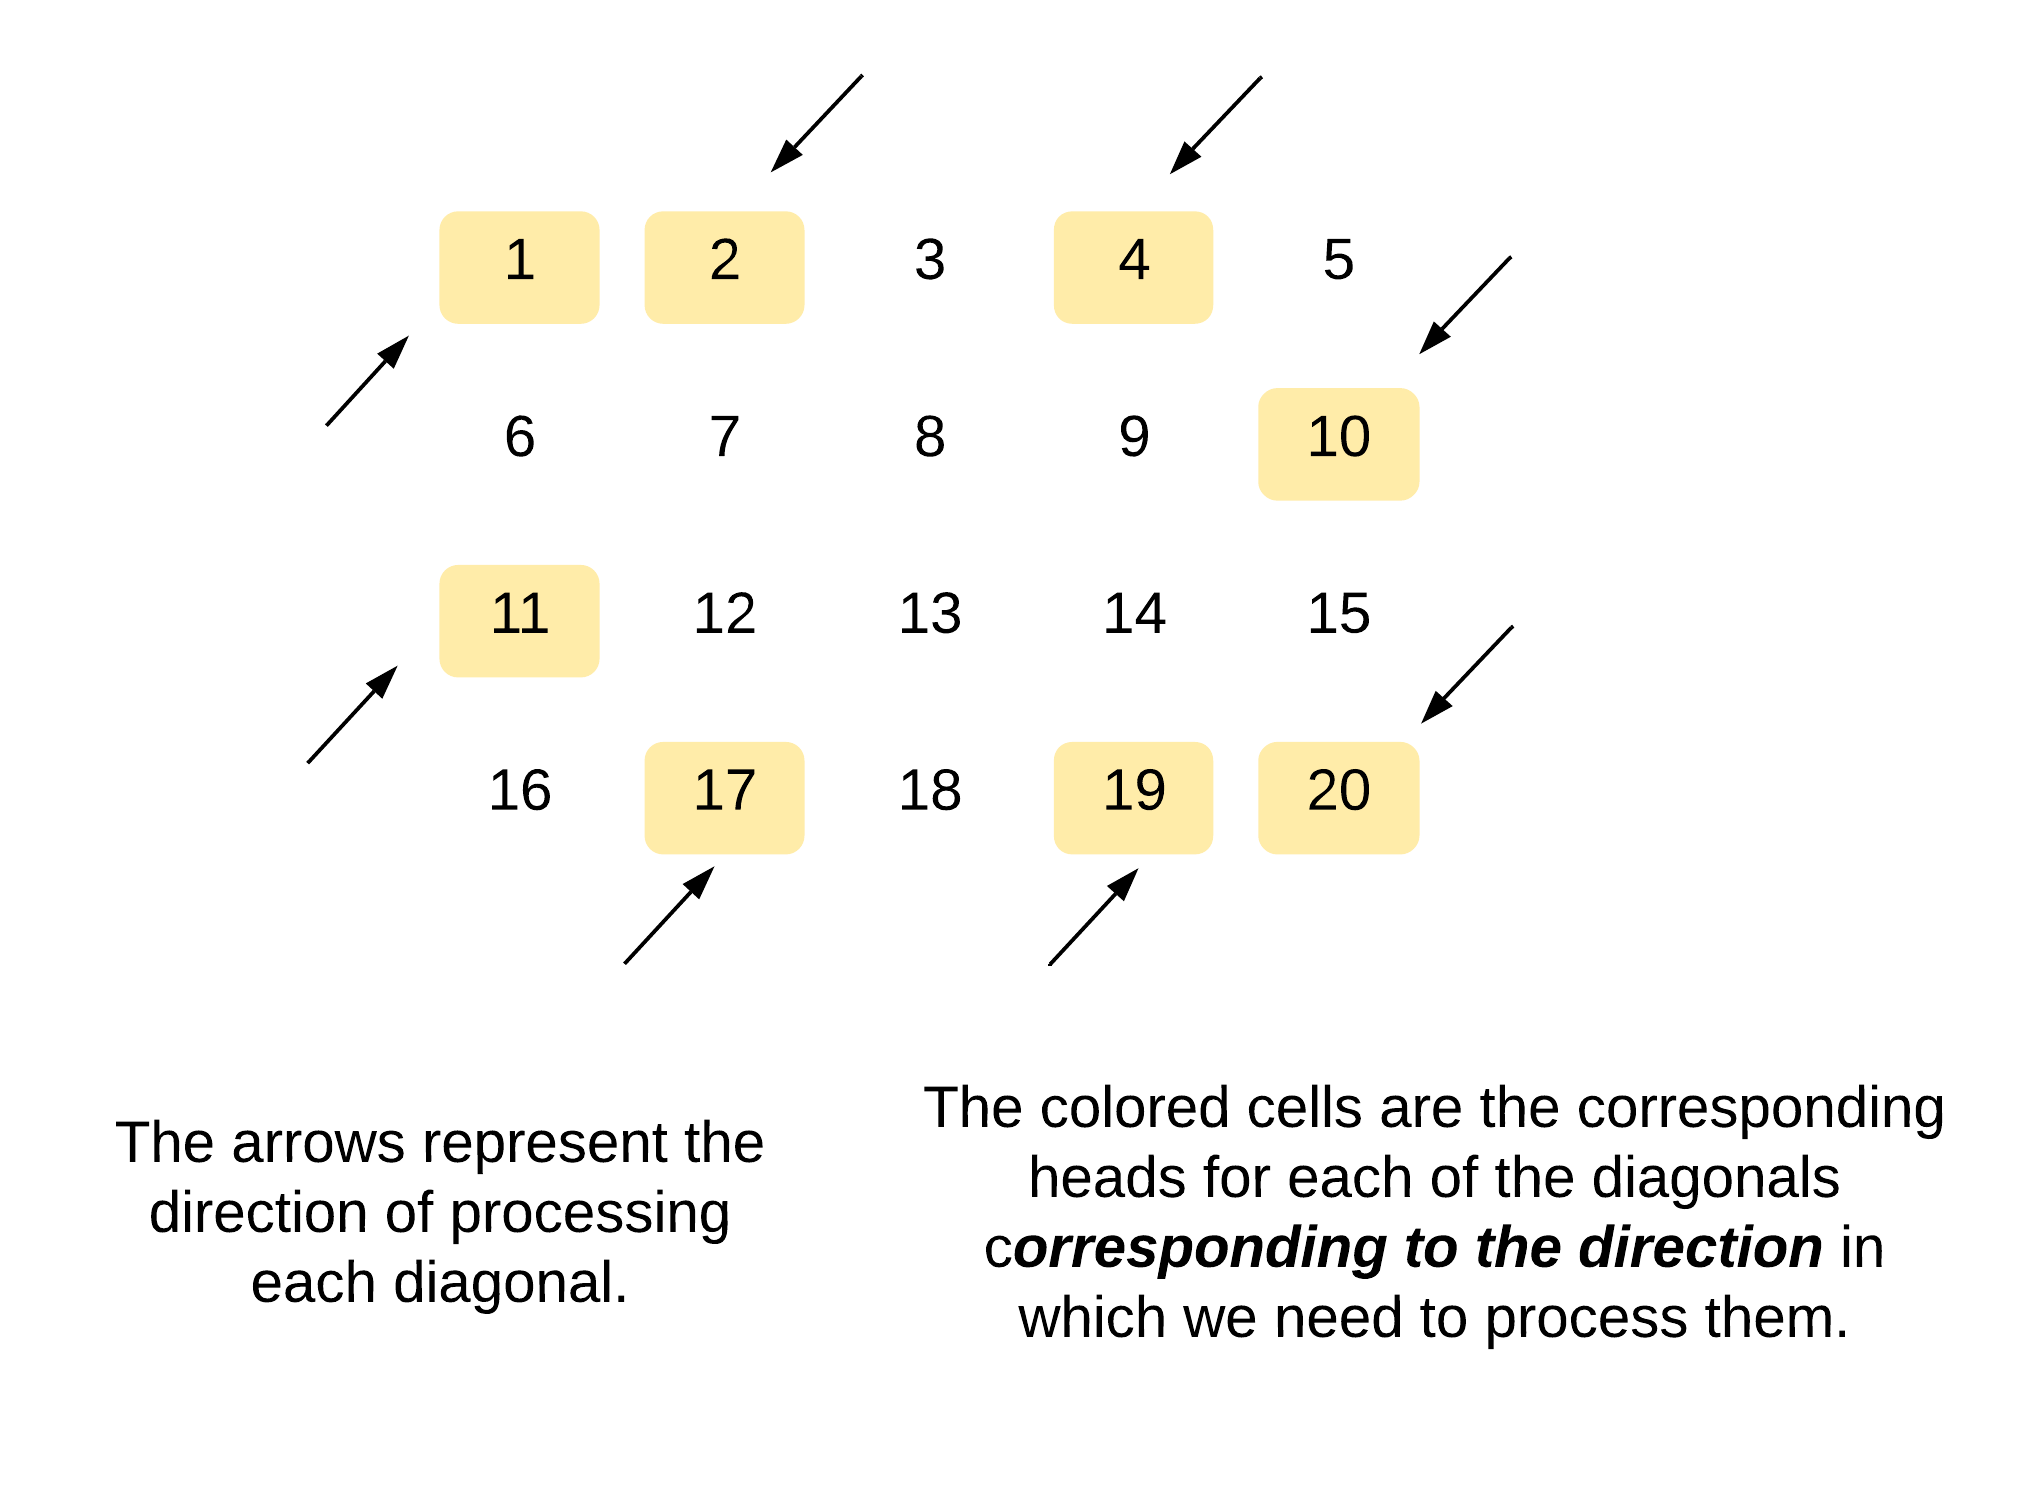 1 2 3 4 5
6 7 8 9 10
11 12 13 14 15
16 17 18 19 20
The arrows represent the
direction of processing
each diagonal.
The colored cells are the corresponding
heads for each of the diagonals
corresponding to the direction in
which we need to process them.